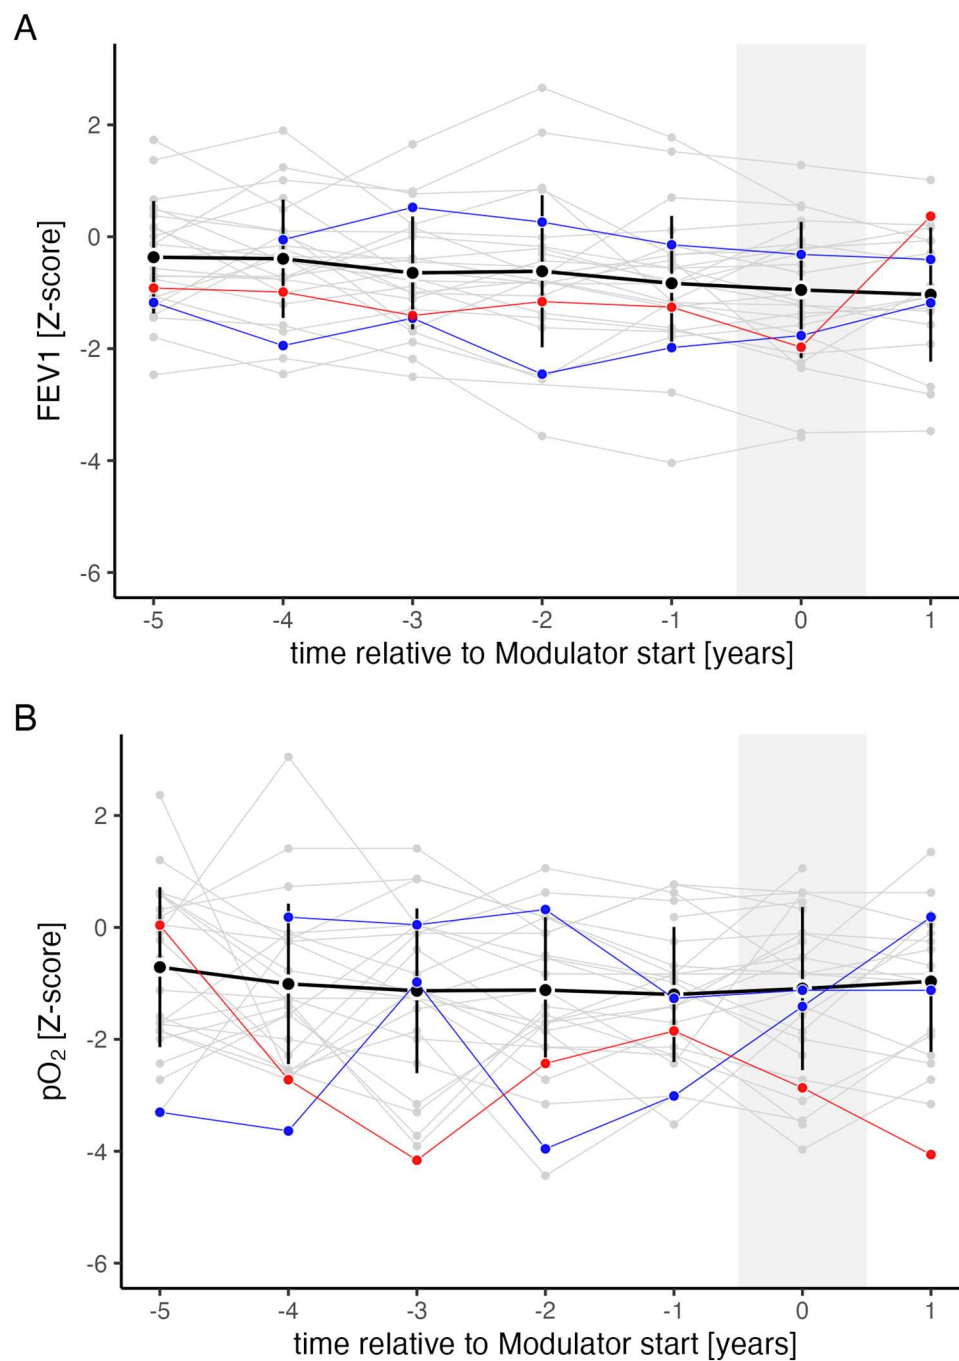 A
2
0
-2
-4
-6
FEV1 [Z-score]
-5 -4 -3 -2 -1 0 1
time relative to Modulator start [years]
B
2
0
-2
-4
-6
pO₂ [Z-score]
-5 -4 -3 -2 -1 0 1
time relative to Modulator start [years]